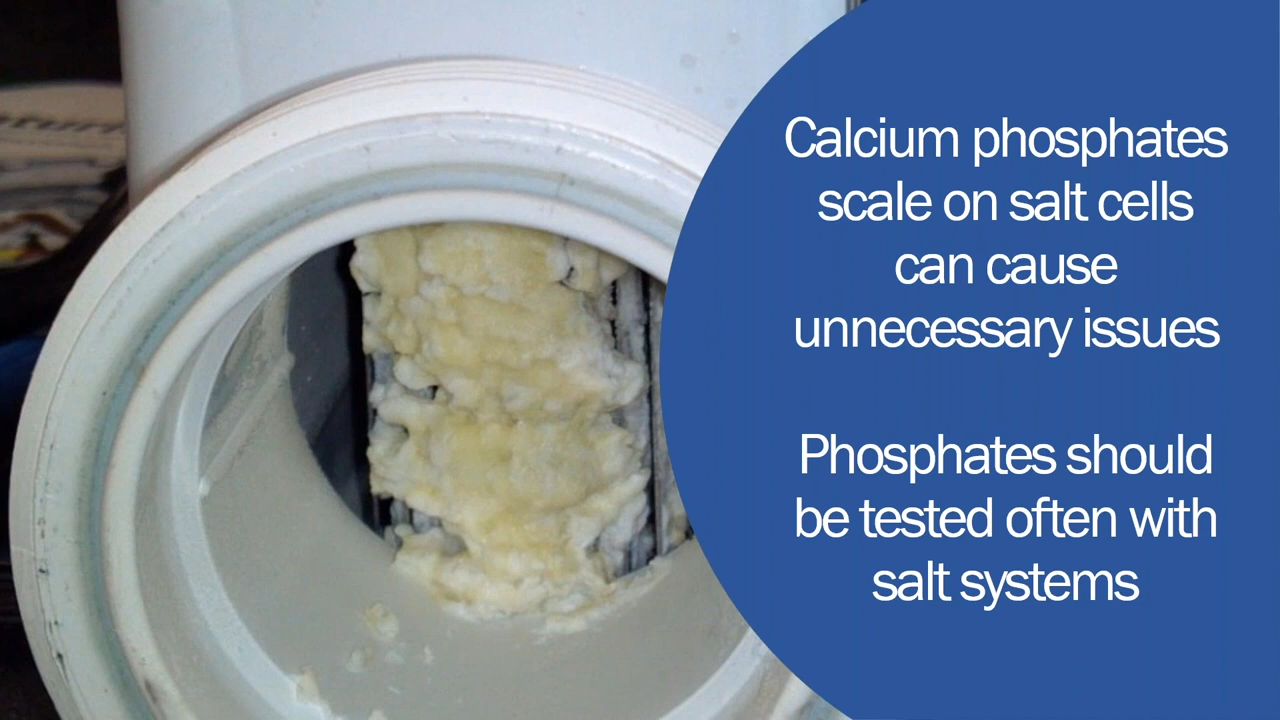 Calcium phosphates
scale on salt cells
can cause
unnecessary issues
Phosphates should
be tested often with
salt systems